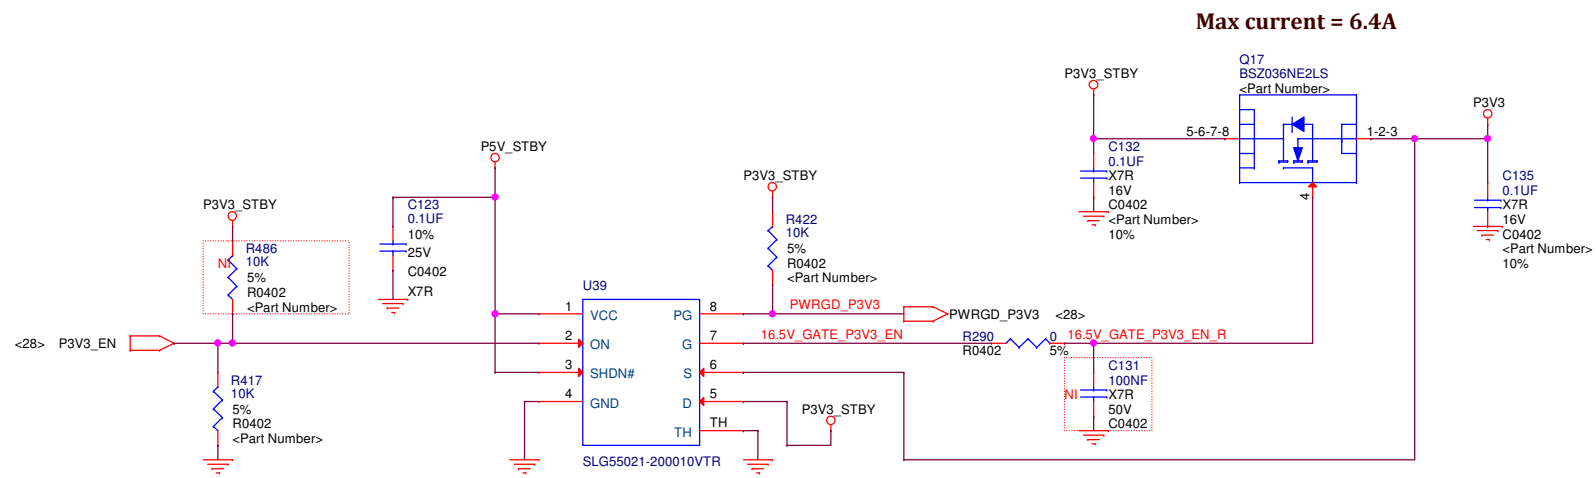 Max current = 6.4A
Q17
BSZ036NE2LS
<Part Number>
P3V3_STBY
5-6-7-8
1-2-3
4
P3V3
C132
0.1UF
X7R
16V
C0402
<Part Number>
10%
C135
0.1UF
X7R
16V
C0402
<Part Number>
10%
P5V_STBY
C123
0.1UF
10%
25V
C0402
X7R
P3V3_STBY
R422
10K
5%
R0402
<Part Number>
P3V3_STBY
R486
NI
10K
5%
R0402
<Part Number>
U39
1
VCC
2
ON
3
SHDN#
4
GND
PG
8
G
7
S
6
D
5
TH
TH
SLG55021-200010VTR
PWRGD_P3V3
PWRGD_P3V3
<28>
16.5V_GATE_P3V3_EN
R290
R0402
0
5%
16.5V_GATE_P3V3_EN_R
C131
100NF
NI
X7R
50V
C0402
<28>
P3V3_EN
R417
10K
5%
R0402
<Part Number>
P3V3_STBY